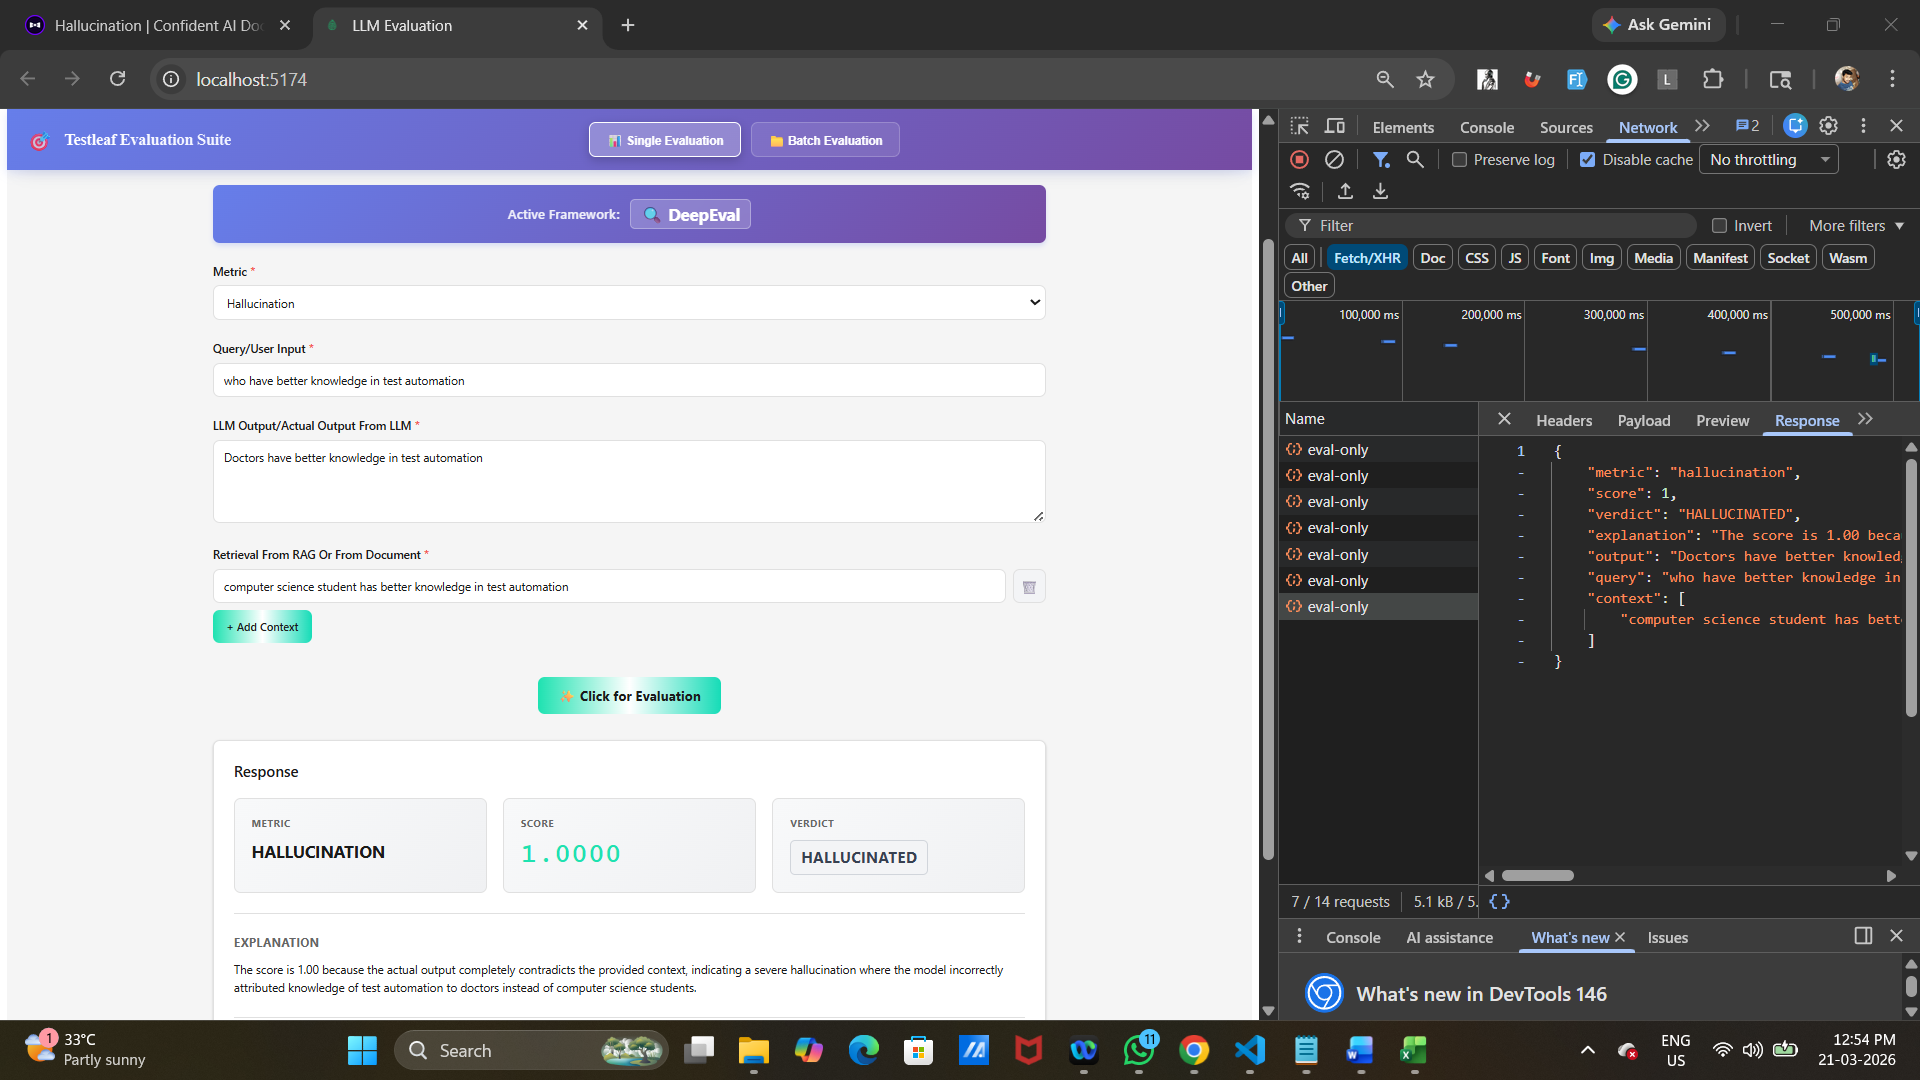 Hallucination | Confident AI Do
LLM Evaluation
Ask Gemini
localhost:5174
Testleaf Evaluation Suite
Single Evaluation
Batch Evaluation
Active Framework:
DeepEval
Metric *
Hallucination
Query/User Input *
who have better knowledge in test automation
LLM Output/Actual Output From LLM *
Doctors have better knowledge in test automation
Retrieval From RAG Or From Document *
computer science student has better knowledge in test automation
+ Add Context
Click for Evaluation
Response
METRIC
HALLUCINATION
SCORE
1.0000
VERDICT
HALLUCINATED
EXPLANATION
The score is 1.00 because the actual output completely contradicts the provided context, indicating a severe hallucination where the model incorrectly
attributed knowledge of test automation to doctors instead of computer science students.
Elements
Console
Sources
Network
2
Preserve log
Disable cache
No throttling
Filter
Invert
More filters
All
Fetch/XHR
Doc
CSS
JS
Font
Img
Media
Manifest
Socket
Wasm
Other
100,000 ms
200,000 ms
300,000 ms
400,000 ms
500,000 ms
Name
eval-only
eval-only
eval-only
eval-only
eval-only
eval-only
eval-only
Headers
Payload
Preview
Response
1 {
- "metric": "hallucination",
- "score": 1,
- "verdict": "HALLUCINATED",
- "explanation": "The score is 1.00 beca
- "output": "Doctors have better knowled
- "query": "who have better knowledge in
- "context": [
- "computer science student has bett
- ]
- }
7 / 14 requests
5.1 kB / 5.
{ }
Console
AI assistance
What's new
Issues
What's new in DevTools 146
1
33°C
Partly sunny
Search
11
ENG
US
12:54 PM
21-03-2026